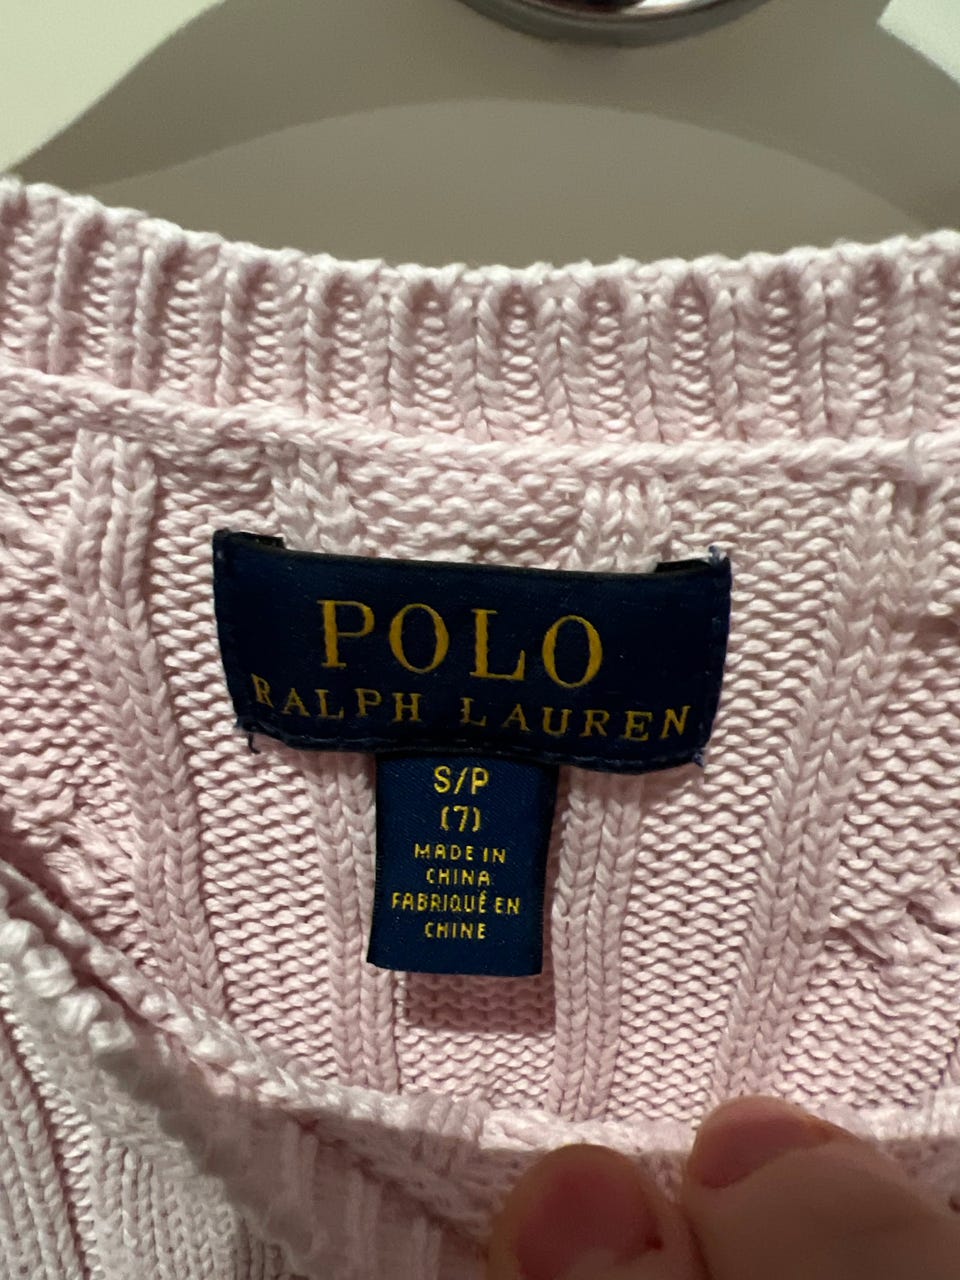 POLO
RALPH LAUREN
S/P
(7)
MADE IN
CHINA
FABRIQUÉ EN
CHINE